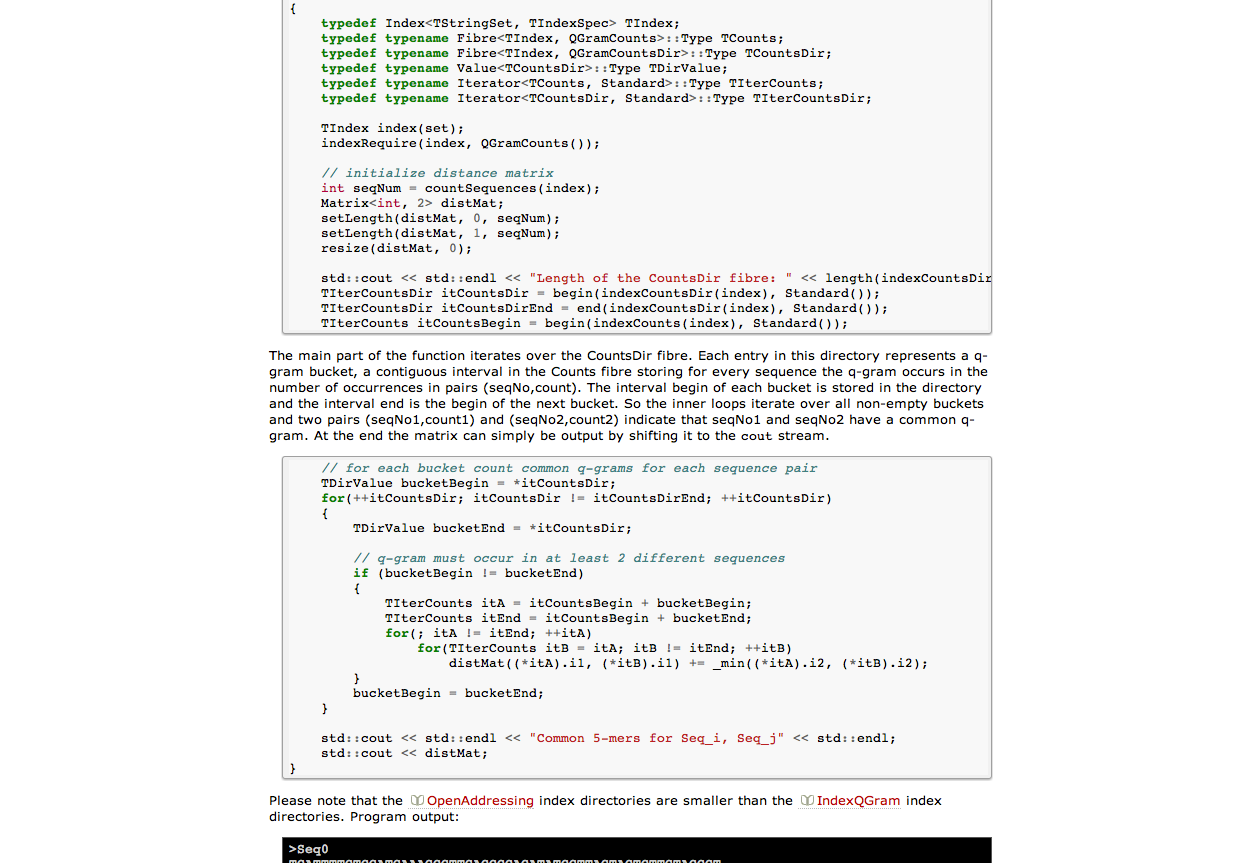 {
    typedef Index<TStringSet, TIndexSpec> TIndex;
    typedef typename Fibre<TIndex, QGramCounts>::Type TCounts;
    typedef typename Fibre<TIndex, QGramCountsDir>::Type TCountsDir;
    typedef typename Value<TCountsDir>::Type TDirValue;
    typedef typename Iterator<TCounts, Standard>::Type TIterCounts;
    typedef typename Iterator<TCountsDir, Standard>::Type TIterCountsDir;

    TIndex index(set);
    indexRequire(index, QGramCounts());

    // initialize distance matrix
    int seqNum = countSequences(index);
    Matrix<int, 2> distMat;
    setLength(distMat, 0, seqNum);
    setLength(distMat, 1, seqNum);
    resize(distMat, 0);

    std::cout << std::endl << "Length of the CountsDir fibre: " << length(indexCountsDir
    TIterCountsDir itCountsDir = begin(indexCountsDir(index), Standard());
    TIterCountsDir itCountsDirEnd = end(indexCountsDir(index), Standard());
    TIterCounts itCountsBegin = begin(indexCounts(index), Standard());
The main part of the function iterates over the CountsDir fibre. Each entry in this directory represents a q-
gram bucket, a contiguous interval in the Counts fibre storing for every sequence the q-gram occurs in the
number of occurrences in pairs (seqNo,count). The interval begin of each bucket is stored in the directory
and the interval end is the begin of the next bucket. So the inner loops iterate over all non-empty buckets
and two pairs (seqNo1,count1) and (seqNo2,count2) indicate that seqNo1 and seqNo2 have a common q-
gram. At the end the matrix can simply be output by shifting it to the cout stream.
    // for each bucket count common q-grams for each sequence pair
    TDirValue bucketBegin = *itCountsDir;
    for(++itCountsDir; itCountsDir != itCountsDirEnd; ++itCountsDir)
    {
        TDirValue bucketEnd = *itCountsDir;

        // q-gram must occur in at least 2 different sequences
        if (bucketBegin != bucketEnd)
        {
            TIterCounts itA = itCountsBegin + bucketBegin;
            TIterCounts itEnd = itCountsBegin + bucketEnd;
            for(; itA != itEnd; ++itA)
                for(TIterCounts itB = itA; itB != itEnd; ++itB)
                    distMat((*itA).i1, (*itB).i1) += _min((*itA).i2, (*itB).i2);
        }
        bucketBegin = bucketEnd;
    }

    std::cout << std::endl << "Common 5-mers for Seq_i, Seq_j" << std::endl;
    std::cout << distMat;
}
Please note that the OpenAddressing index directories are smaller than the IndexQGram index
directories. Program output:
>Seq0